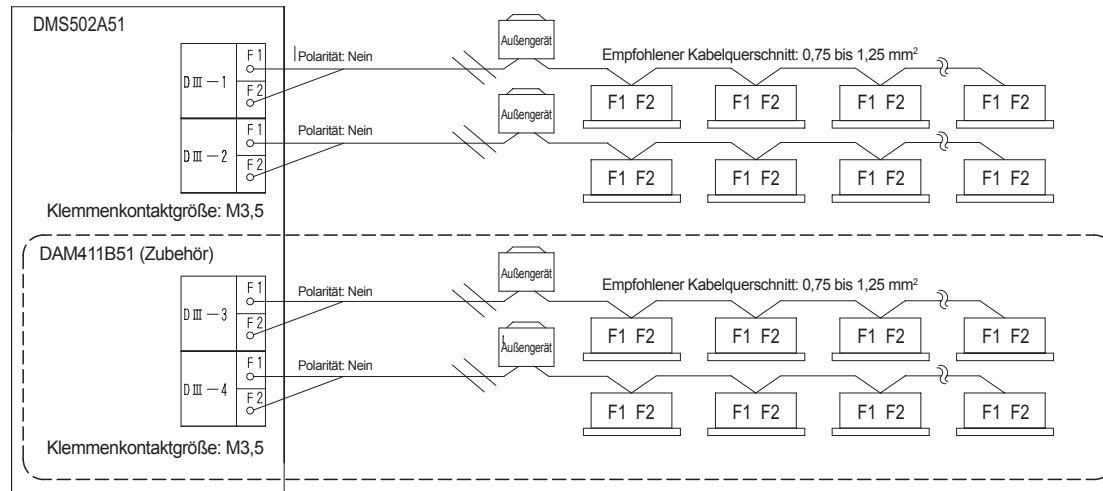 DMS502A51
F1
DⅢ—1
F2
Polarität: Nein
Außengerät
Empfohlener Kabelquerschnitt: 0,75 bis 1,25 mm²
F1 F2
F1 F2
F1 F2
F1 F2
F1
DⅢ—2
F2
Polarität: Nein
Außengerät
F1 F2
F1 F2
F1 F2
F1 F2
Klemmenkontaktgröße: M3,5
DAM411B51 (Zubehör)
F1
DⅢ—3
F2
Polarität: Nein
Außengerät
Empfohlener Kabelquerschnitt: 0,75 bis 1,25 mm²
F1 F2
F1 F2
F1 F2
F1 F2
F1
DⅢ—4
F2
Polarität: Nein
Außengerät
F1 F2
F1 F2
F1 F2
F1 F2
Klemmenkontaktgröße: M3,5